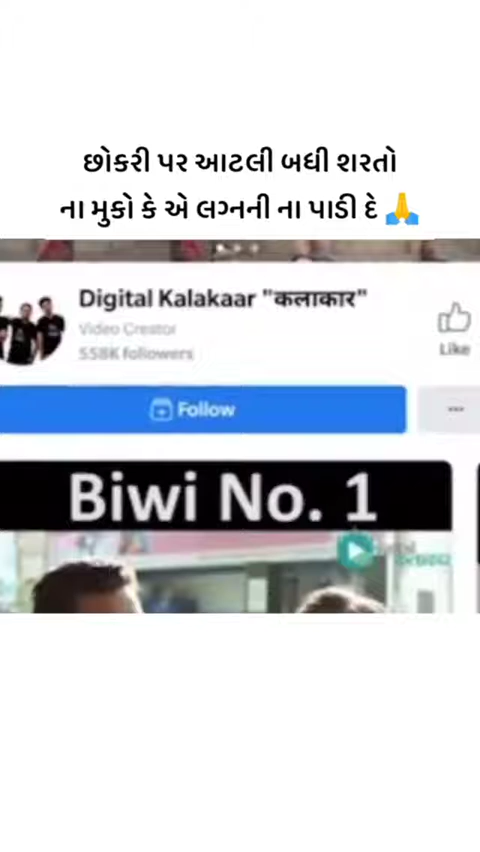 છોકરી પર આટલી બધી શરતો
ના મુકો કે એ લગ્નની ના પાડી દે 🙏
Digital Kalakaar "कलाकार"
Video Creator
558K followers
Like
Follow
Biwi No. 1